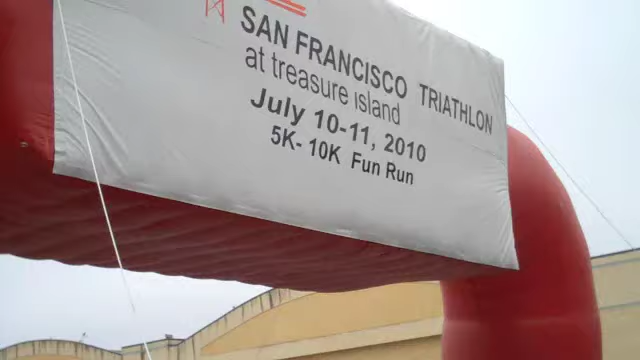 SAN FRANCISCO TRIATHLON
at treasure island
July 10-11, 2010
5K- 10K Fun Run